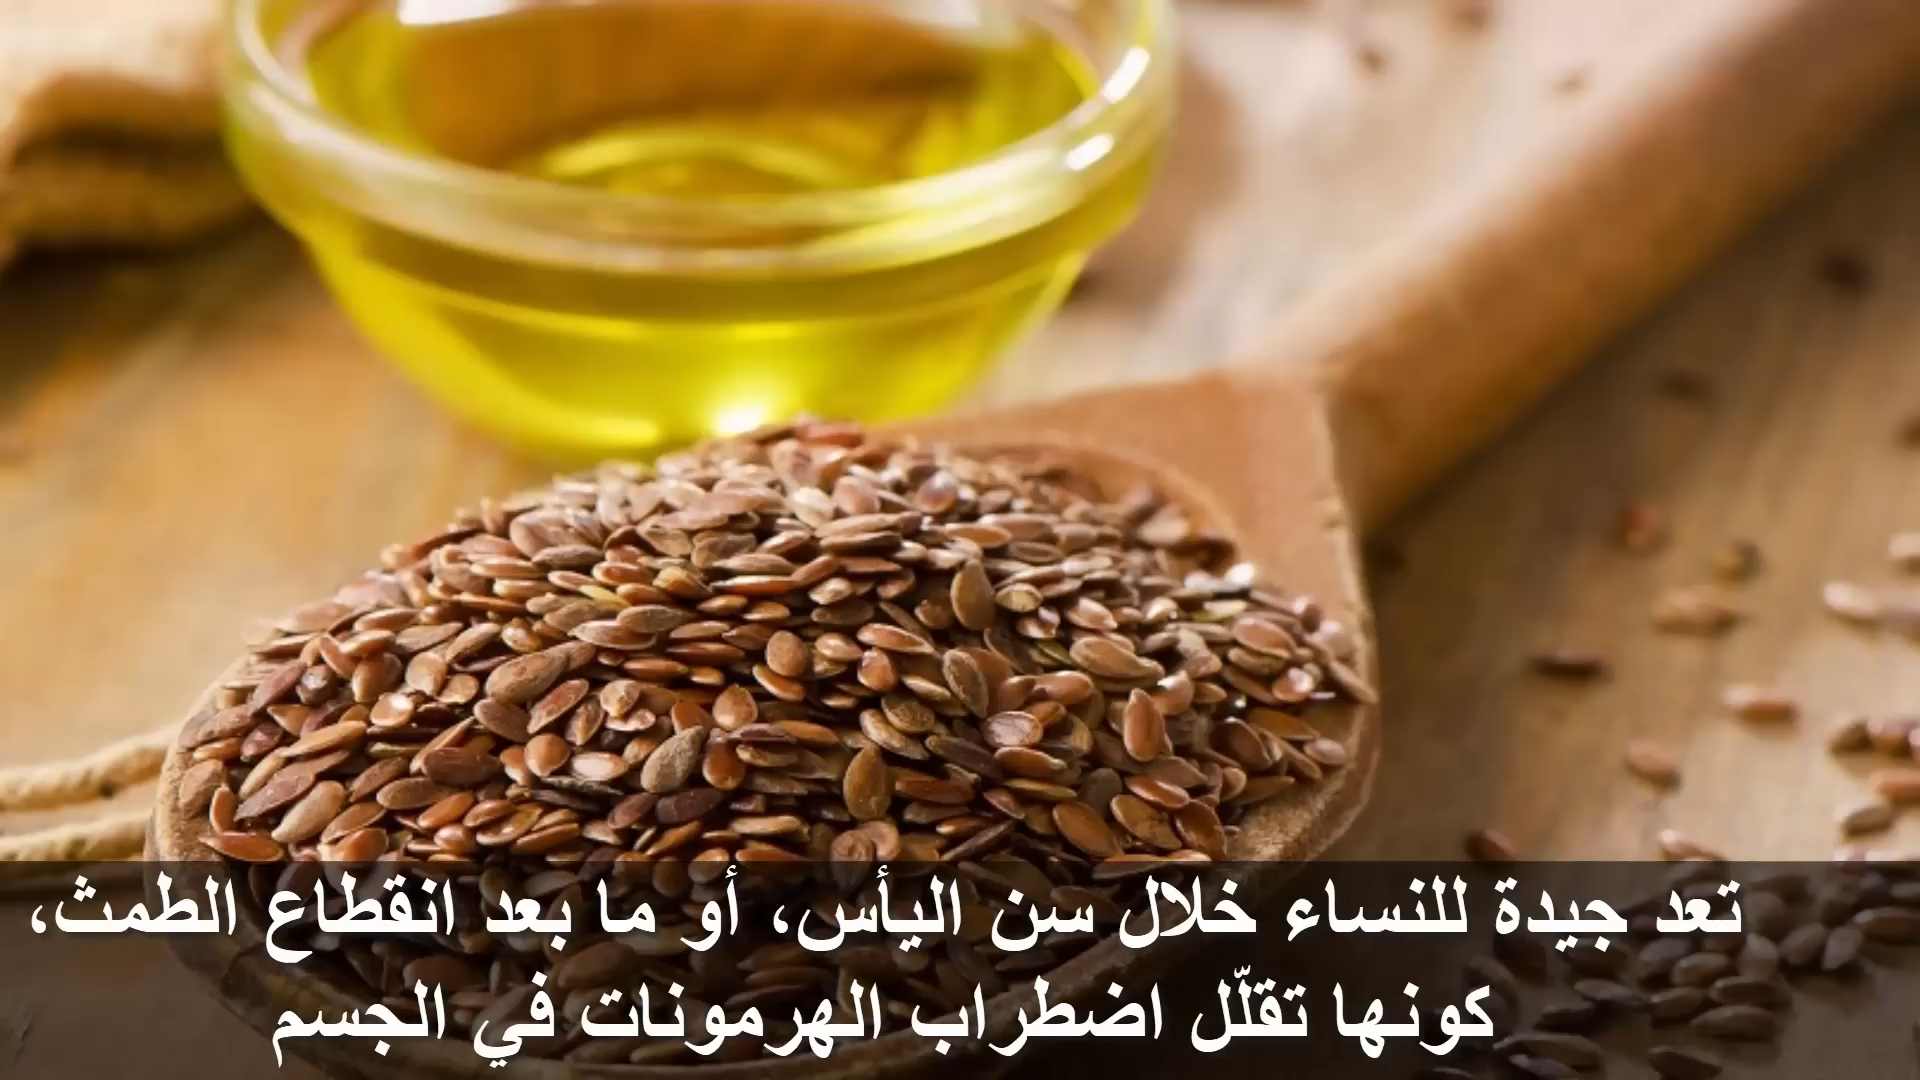 تعد جيدة للنساء خلال سن اليأس، أو ما بعد انقطاع الطمث،
كونها تقلّل اضطراب الهرمونات في الجسم